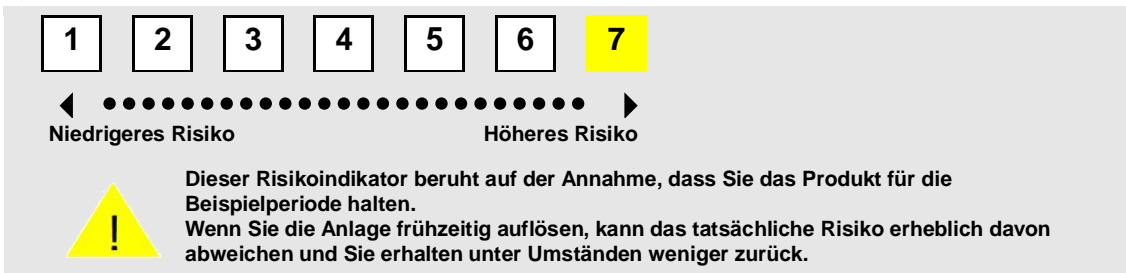 1 2 3 4 5 6 7
Niedrigeres Risiko Höheres Risiko
Dieser Risikoindikator beruht auf der Annahme, dass Sie das Produkt für die
Beispielperiode halten.
Wenn Sie die Anlage frühzeitig auflösen, kann das tatsächliche Risiko erheblich davon
abweichen und Sie erhalten unter Umständen weniger zurück.
!